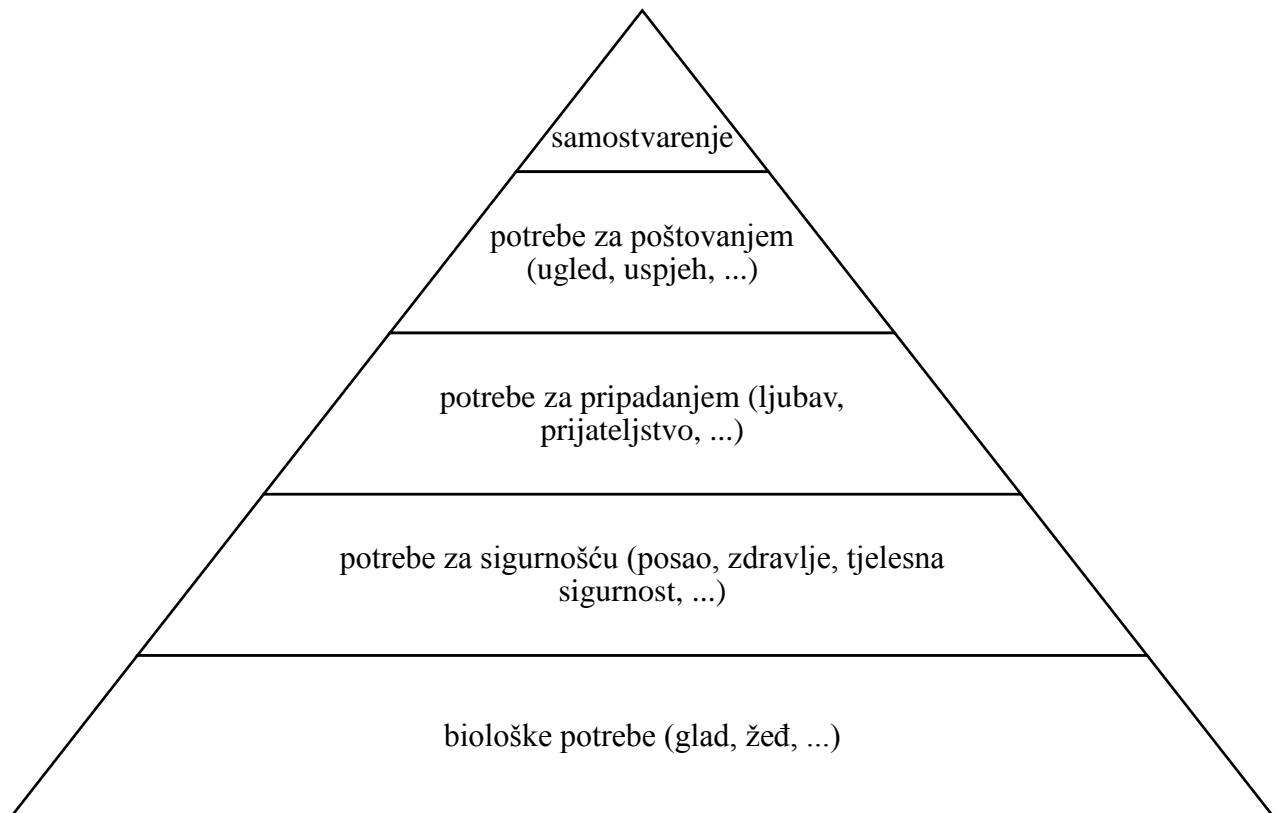 samostvarenje
potrebe za poštovanjem
(ugled, uspjeh, ...)
potrebe za pripadanjem (ljubav,
prijateljstvo, ...)
potrebe za sigurnošću (posao, zdravlje, tjelesna
sigurnost, ...)
biološke potrebe (glad, žeđ, ...)